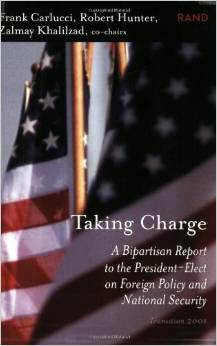 Frank Carlucci, Robert Hunter,
Zalmay Khalilzad, co-chairs
RAND
Taking Charge
A Bipartisan Report
to the President–Elect
on Foreign Policy and
National Security
Transition 2001